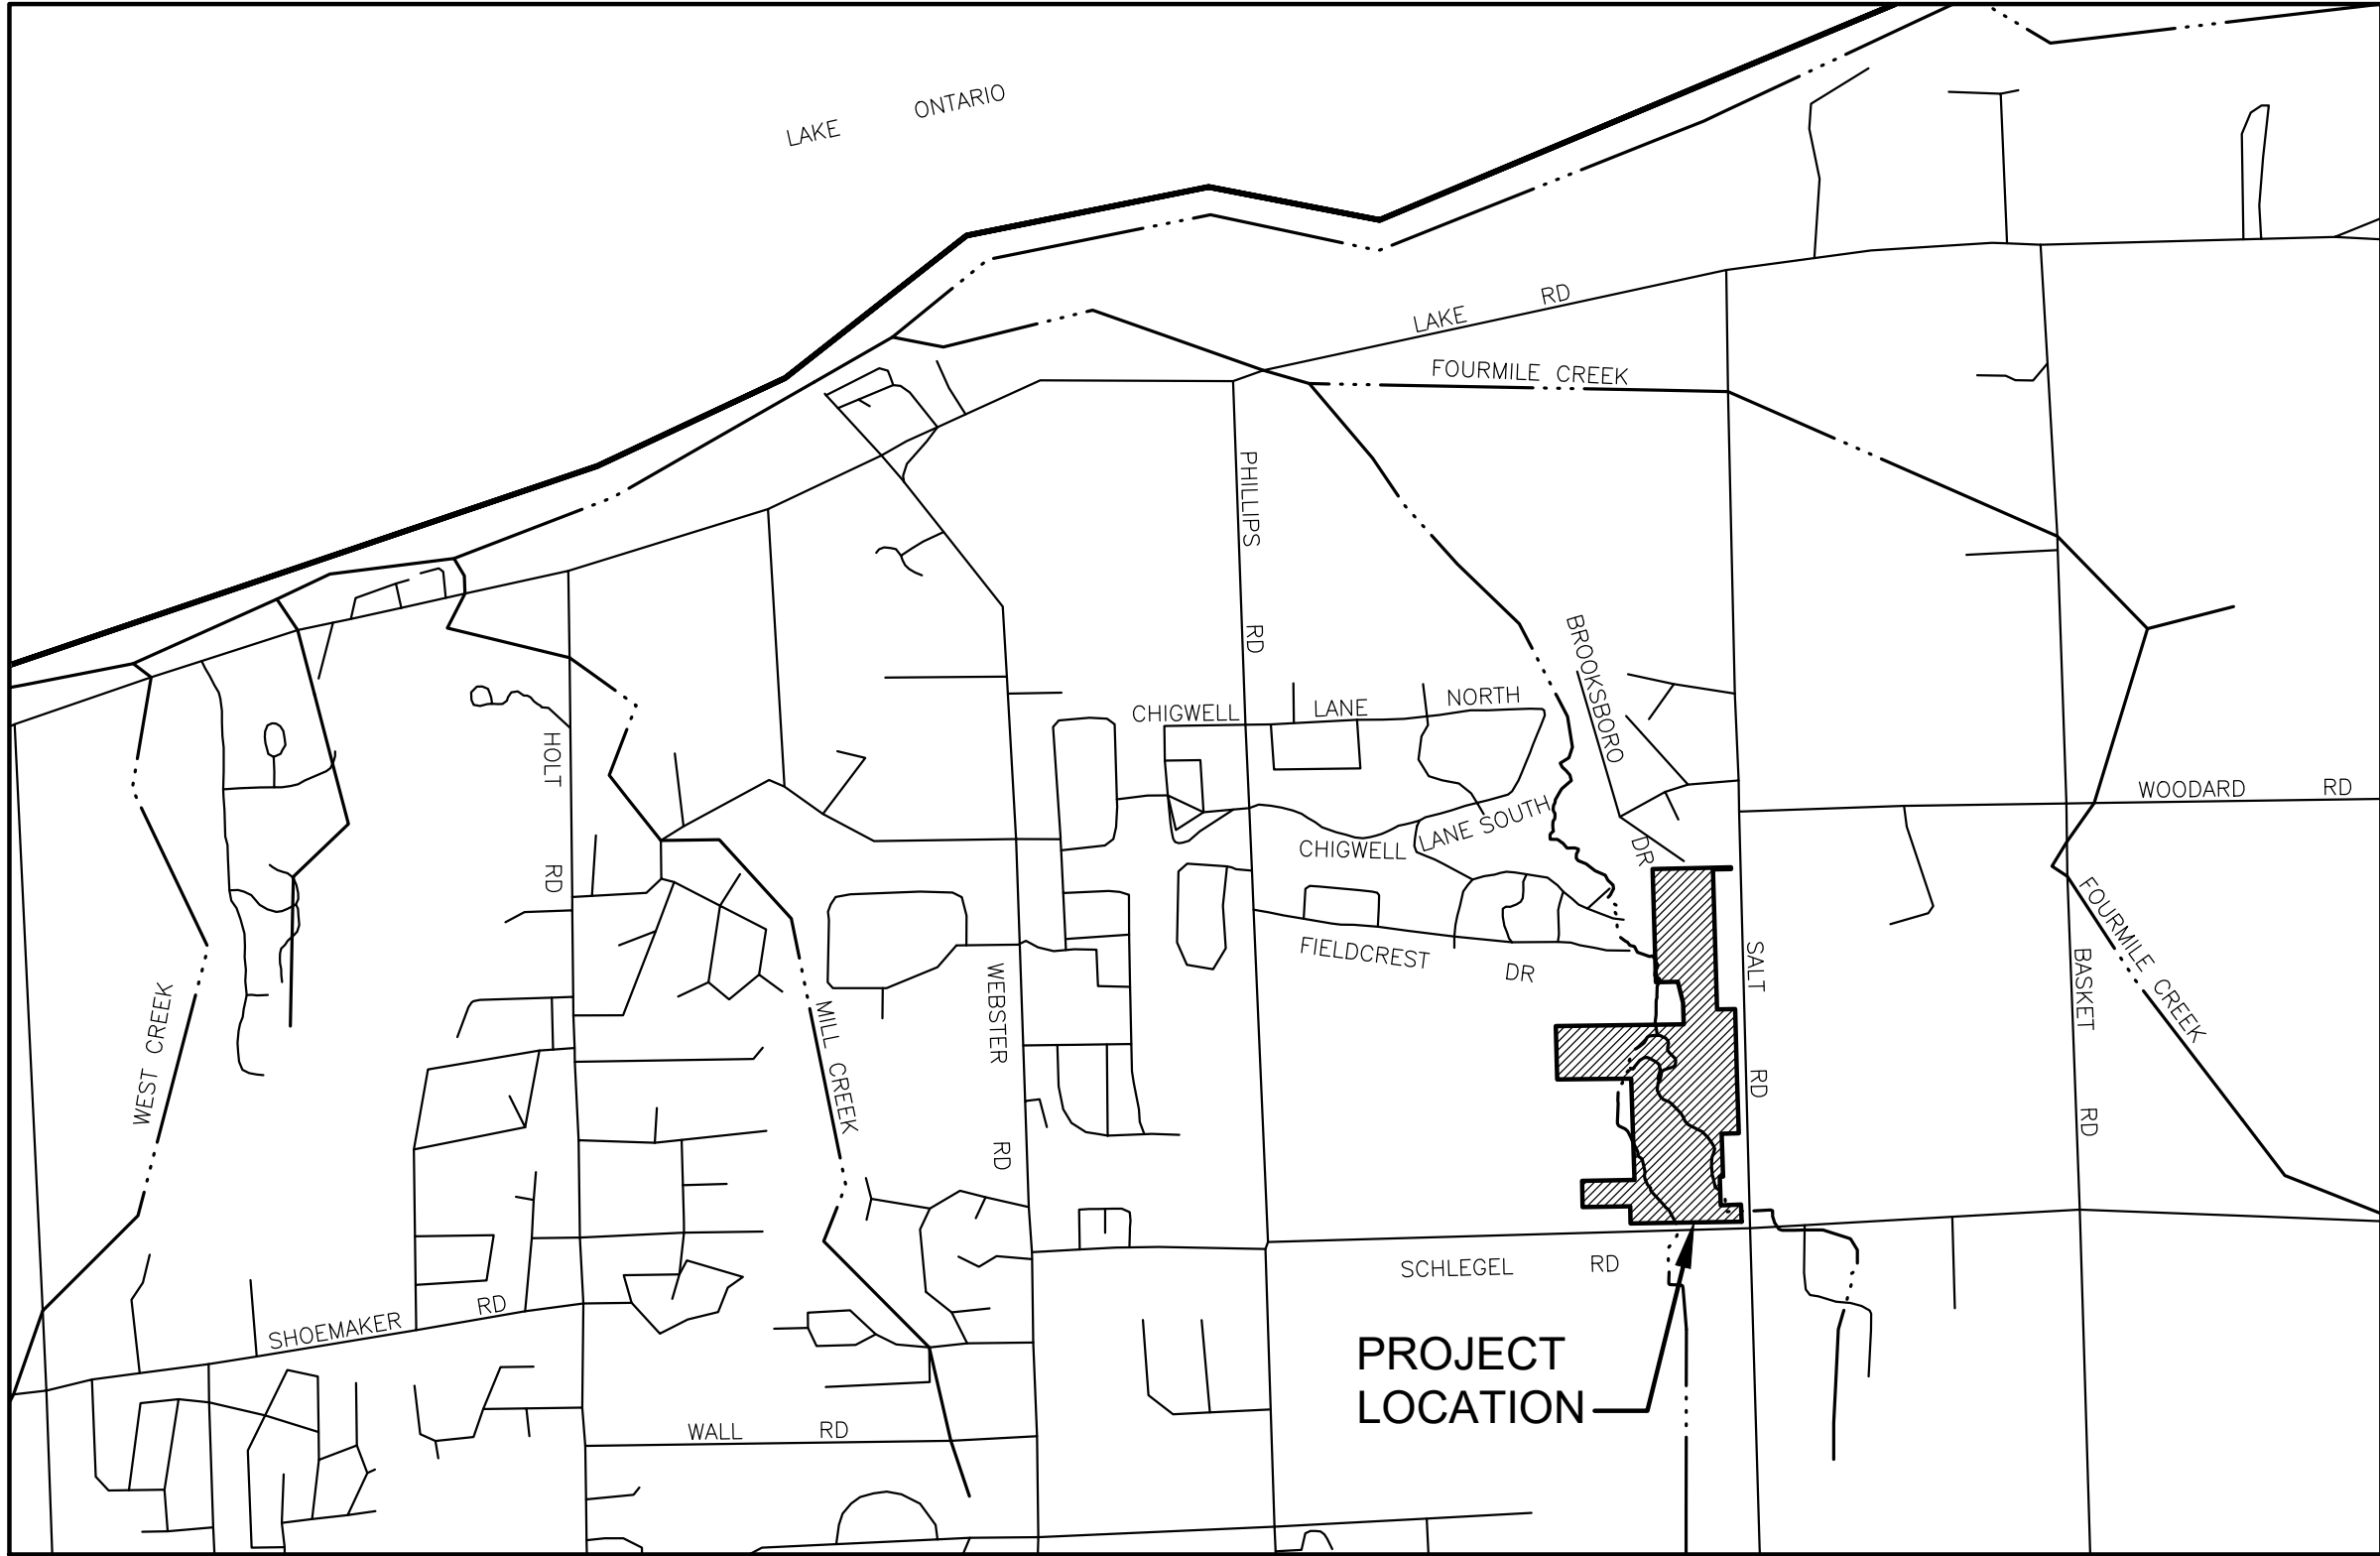 LAKE ONTARIO
LAKE RD
FOURMILE CREEK
PHILLIPS RD
BROOKSBORO DR
CHIGWELL LANE NORTH
HOLT RD
WOODARD RD
CHIGWELL LANE SOUTH
FIELDCREST DR
FOURMILE CREEK
SALT RD
BASKET RD
WEST CREEK
MILL CREEK
WEBSTER RD
SCHLEGEL RD
SHOEMAKER RD
PROJECT
LOCATION
WALL RD